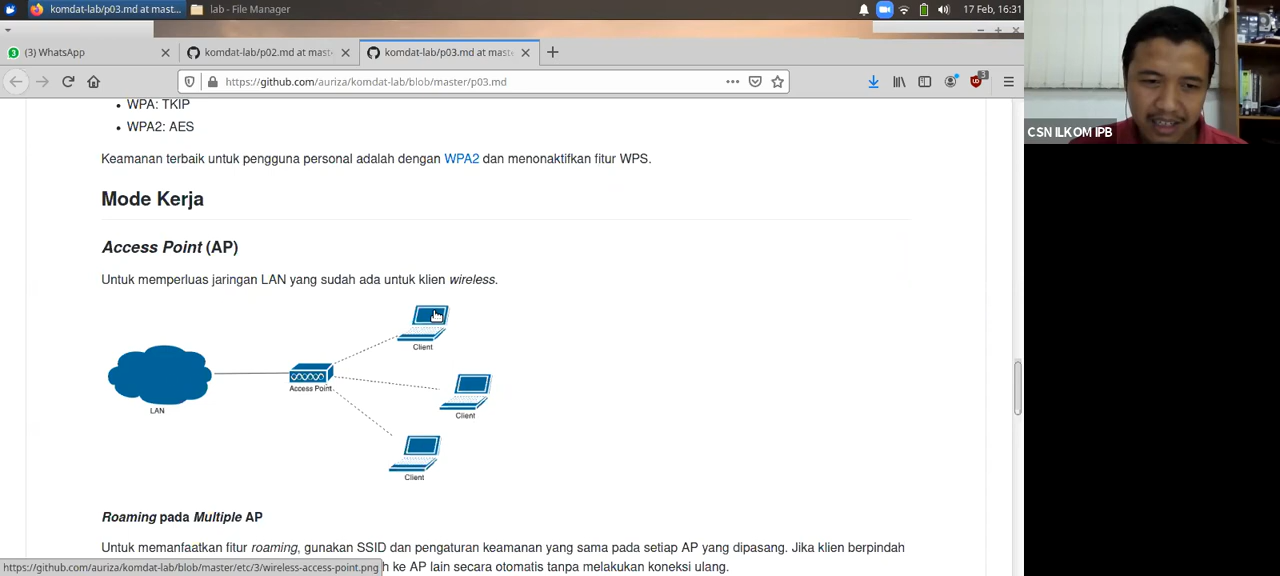 komdat-lab/p03.md at mast...
lab - File Manager
17 Feb, 16:31
(3) WhatsApp
komdat-lab/p02.md at mast
komdat-lab/p03.md at mast
https://github.com/auriza/komdat-lab/blob/master/p03.md
3
WPA: TKIP
WPA2: AES
CSN ILKOM IPB
Keamanan terbaik untuk pengguna personal adalah dengan WPA2 dan menonaktifkan fitur WPS.
Mode Kerja
Access Point (AP)
Untuk memperluas jaringan LAN yang sudah ada untuk klien wireless.
Client
Access Point
LAN
Client
Client
Roaming pada Multiple AP
Untuk memanfaatkan fitur roaming, gunakan SSID dan pengaturan keamanan yang sama pada setiap AP yang dipasang. Jika klien berpindah
https://github.com/auriza/komdat-lab/blob/master/etc/3/wireless-access-point.png
ke AP lain secara otomatis tanpa melakukan koneksi ulang.